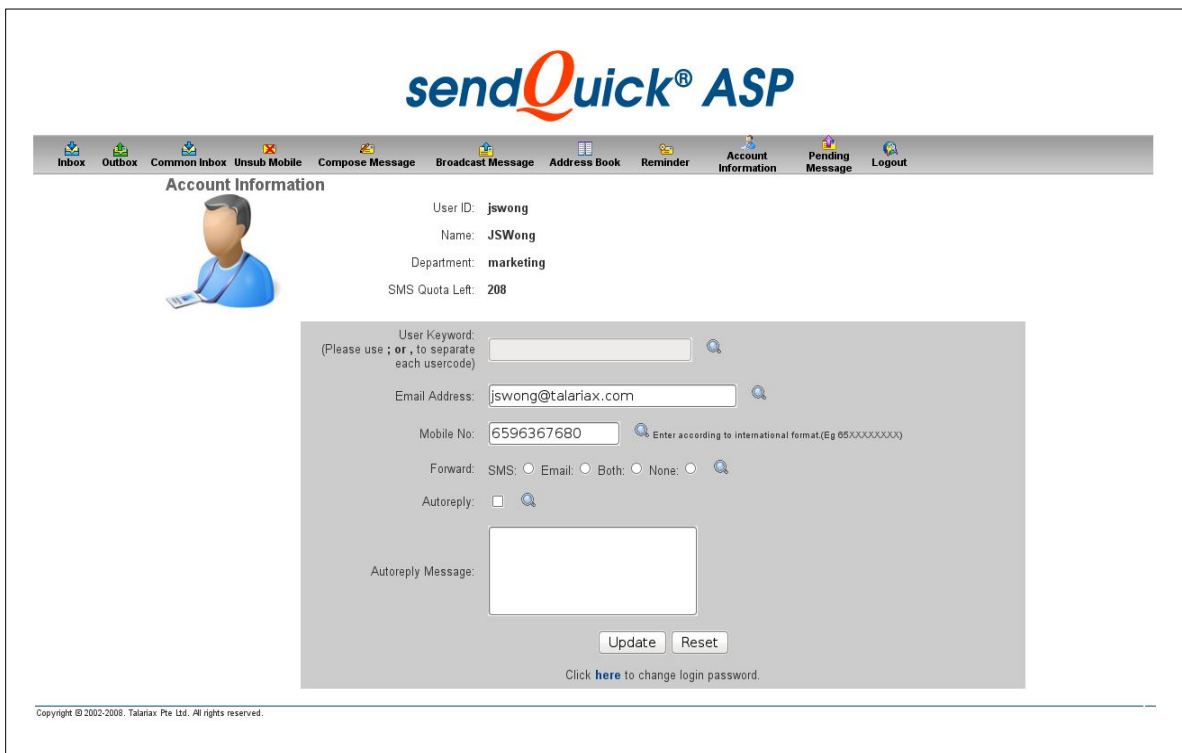 sendQuick® ASP
Inbox Outbox Common Inbox Unsub Mobile Compose Message Broadcast Message Address Book Reminder Account Information Pending Message Logout
Account Information
User ID: jswong
Name: JSWong
Department: marketing
SMS Quota Left: 208
User Keyword:
(Please use ; or , to separate
each usercode)
Email Address: jswong@talariax.com
Mobile No: 6596367680 Enter according to international format.(Eg 65XXXXXXXX)
Forward: SMS: Email: Both: None:
Autoreply:
Autoreply Message:
Update Reset
Click here to change login password.
Copyright © 2002-2008. Talariax Pte Ltd. All rights reserved.